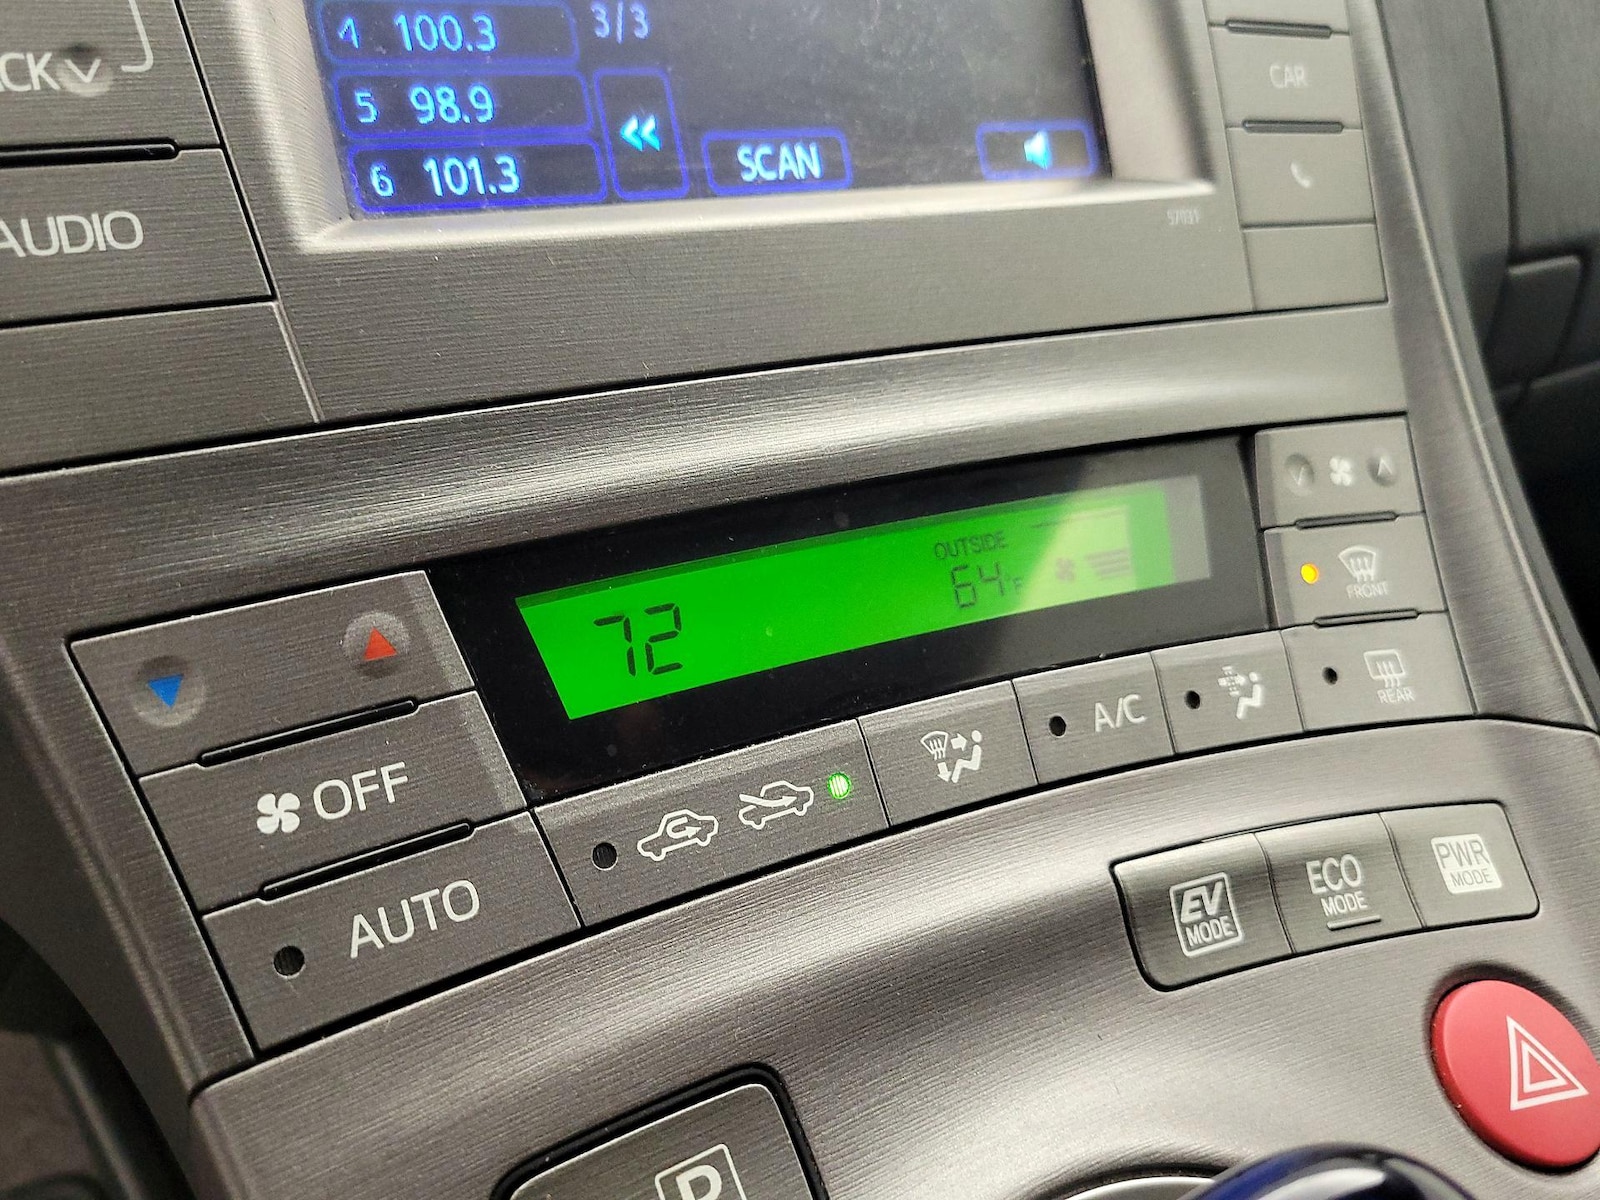 4 100.3
3/3
5 98.9
6 101.3
SCAN
CAR
AUDIO
57031
OUTSIDE
64°F
72
FRONT
REAR
OFF
A/C
AUTO
EV
MODE
ECO
MODE
PWR
MODE
P